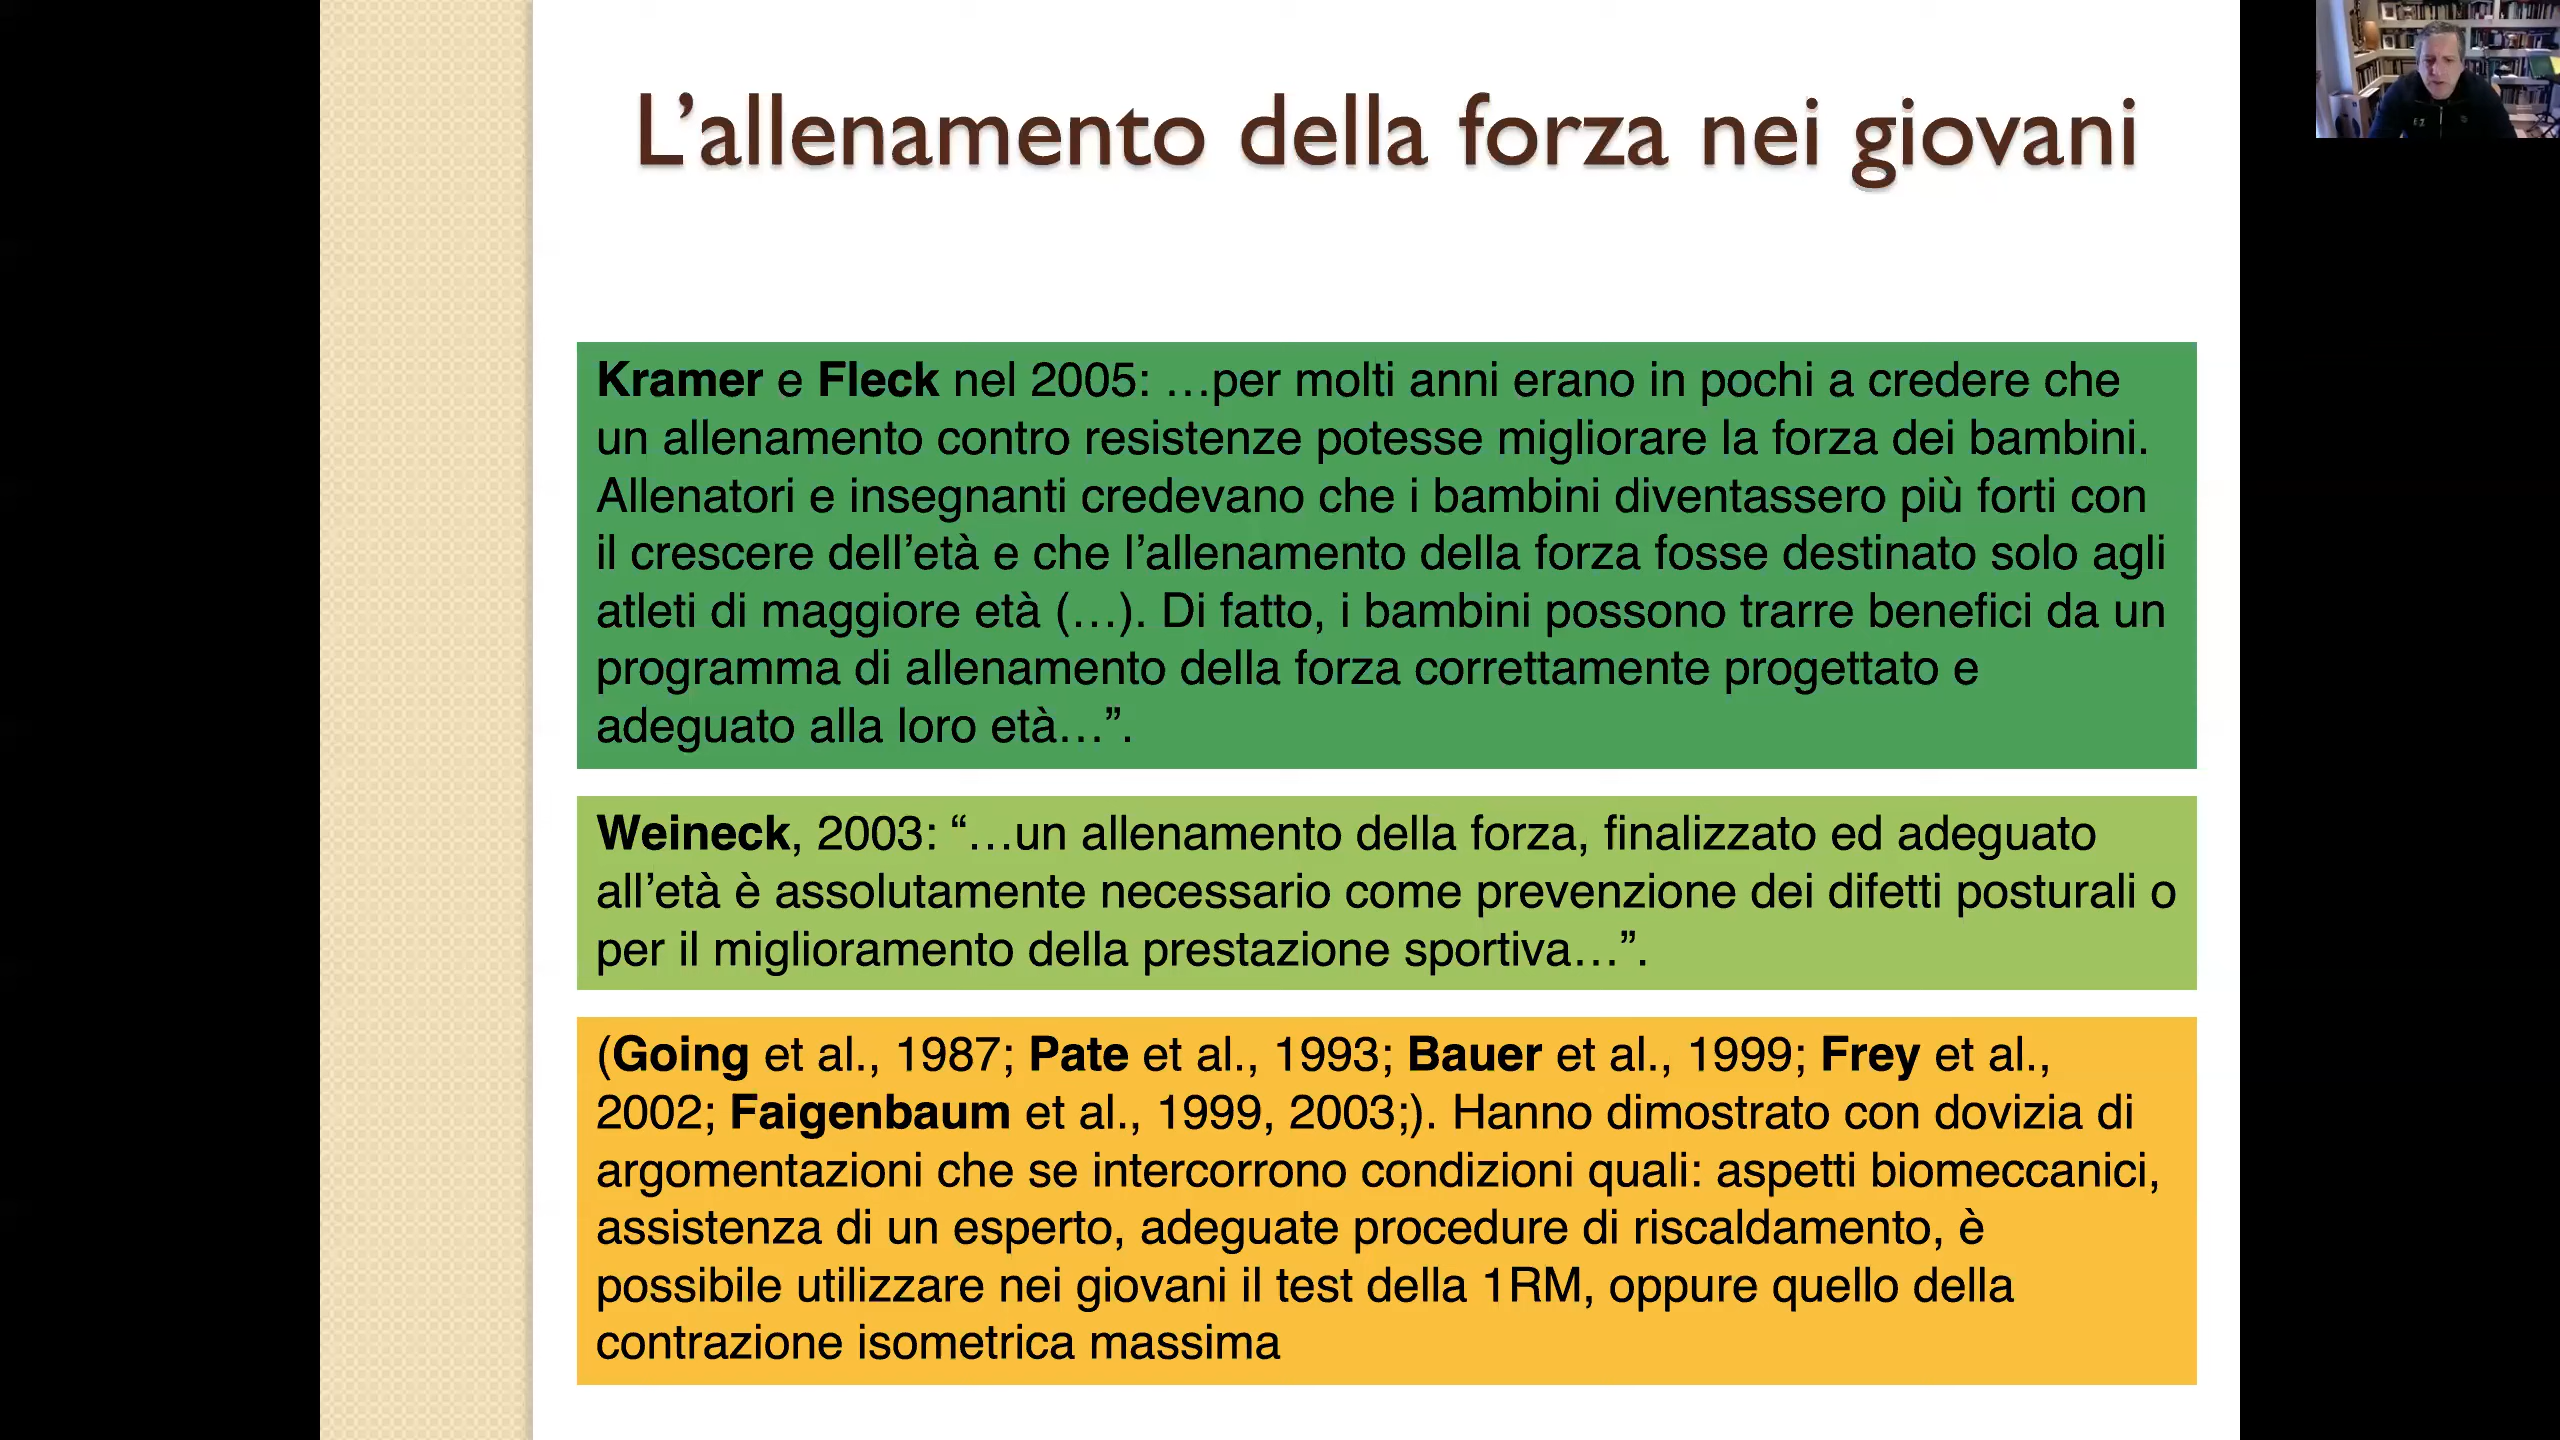 L’allenamento della forza nei giovani
Kramer e Fleck nel 2005: …per molti anni erano in pochi a credere che
un allenamento contro resistenze potesse migliorare la forza dei bambini.
Allenatori e insegnanti credevano che i bambini diventassero più forti con
il crescere dell’età e che l’allenamento della forza fosse destinato solo agli
atleti di maggiore età (…). Di fatto, i bambini possono trarre benefici da un
programma di allenamento della forza correttamente progettato e
adeguato alla loro età…”.
Weineck, 2003: “…un allenamento della forza, finalizzato ed adeguato
all’età è assolutamente necessario come prevenzione dei difetti posturali o
per il miglioramento della prestazione sportiva…”.
(Going et al., 1987; Pate et al., 1993; Bauer et al., 1999; Frey et al.,
2002; Faigenbaum et al., 1999, 2003;). Hanno dimostrato con dovizia di
argomentazioni che se intercorrono condizioni quali: aspetti biomeccanici,
assistenza di un esperto, adeguate procedure di riscaldamento, è
possibile utilizzare nei giovani il test della 1RM, oppure quello della
contrazione isometrica massima